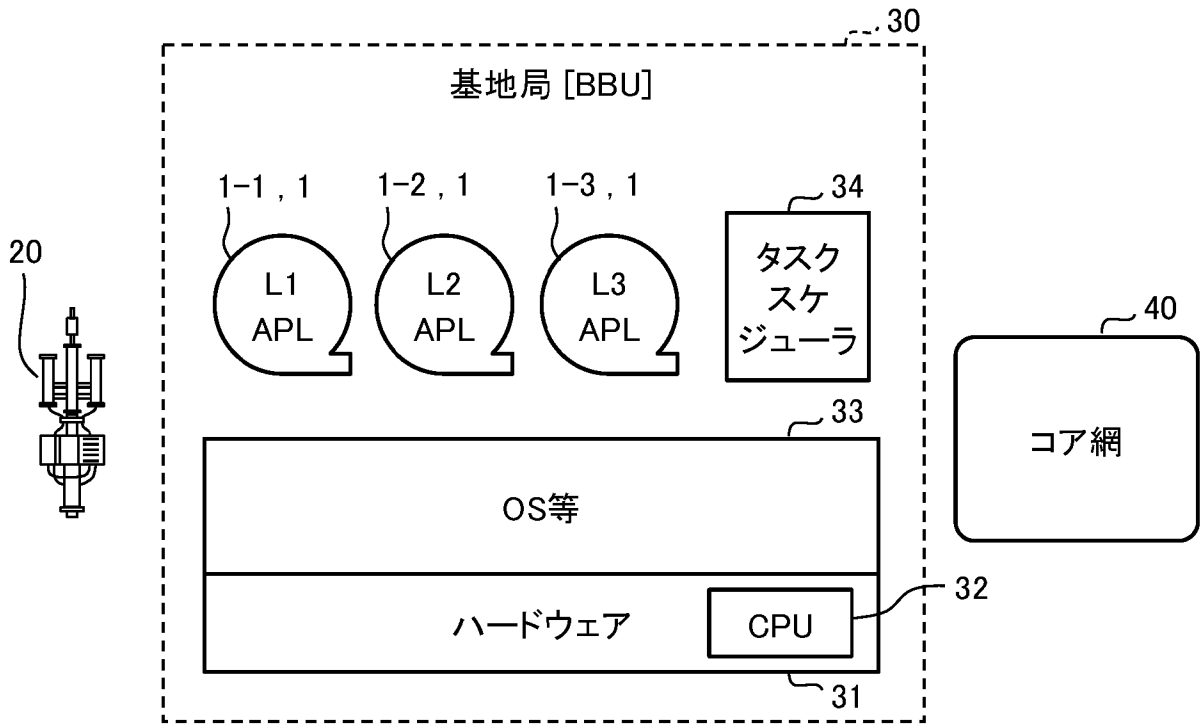 30
基地局 [BBU]
1-1 , 1
1-2 , 1
1-3 , 1
34
20
L1
APL
L2
APL
L3
APL
タスク
スケ
ジューラ
40
33
コア網
OS等
32
ハードウェア
CPU
31